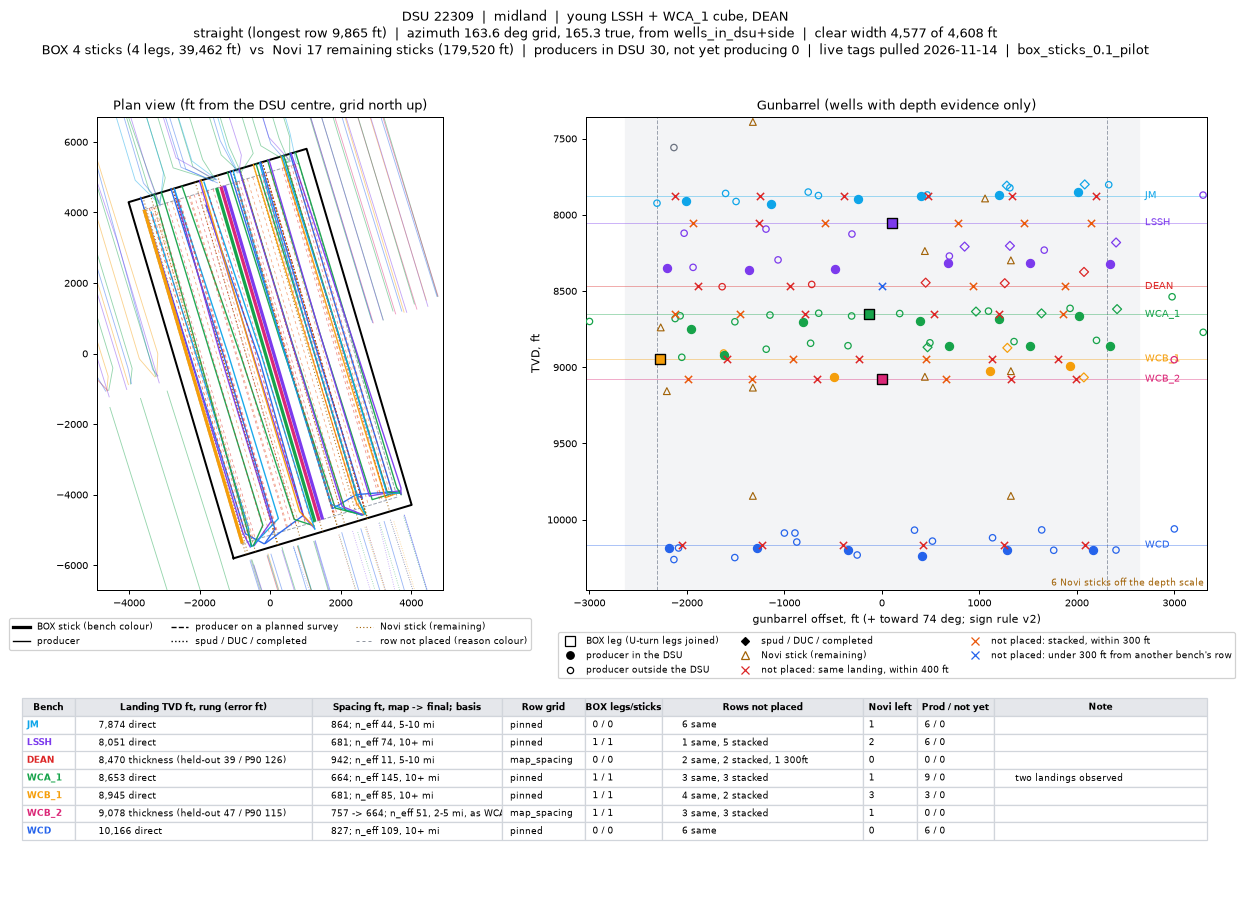 DSU 22309 | midland | young LSSH + WCA_1 cube, DEAN
straight (longest row 9,865 ft) | azimuth 163.6 deg grid, 165.3 true, from wells_in_dsu+side | clear width 4,577 of 4,608 ft
BOX 4 sticks (4 legs, 39,462 ft) vs Novi 17 remaining sticks (179,520 ft) | producers in DSU 30, not yet producing 0 | live tags pulled 2026-11-14 | box_sticks_0.1_pilot
Plan view (ft from the DSU centre, grid north up)
6000
4000
2000
0
−2000
−4000
−6000
−4000 −2000 0 2000 4000
BOX stick (bench colour) producer on a planned survey Novi stick (remaining)
producer spud / DUC / completed row not placed (reason colour)
Gunbarrel (wells with depth evidence only)
TVD, ft
7500
8000
8500
9000
9500
10000
JM
LSSH
DEAN
WCA_1
WCB_1
WCB_2
WCD
6 Novi sticks off the depth scale
−3000 −2000 −1000 0 1000 2000 3000
gunbarrel offset, ft (+ toward 74 deg; sign rule v2)
BOX leg (U-turn legs joined) spud / DUC / completed not placed: stacked, within 300 ft
producer in the DSU Novi stick (remaining) not placed: under 300 ft from another bench's row
producer outside the DSU not placed: same landing, within 400 ft
Bench Landing TVD ft, rung (error ft) Spacing ft, map -> final; basis Row grid BOX legs/sticks Rows not placed Novi left Prod / not yet Note
JM 7,874 direct 864; n_eff 44, 5-10 mi pinned 0 / 0 6 same 1 6 / 0
LSSH 8,051 direct 681; n_eff 74, 10+ mi pinned 1 / 1 1 same, 5 stacked 2 6 / 0
DEAN 8,470 thickness (held-out 39 / P90 126) 942; n_eff 11, 5-10 mi map_spacing 0 / 0 2 same, 2 stacked, 1 300ft 0 0 / 0
WCA_1 8,653 direct 664; n_eff 145, 10+ mi pinned 1 / 1 3 same, 3 stacked 1 9 / 0 two landings observed
WCB_1 8,945 direct 681; n_eff 85, 10+ mi pinned 1 / 1 4 same, 2 stacked 3 3 / 0
WCB_2 9,078 thickness (held-out 47 / P90 115) 757 -> 664; n_eff 51, 2-5 mi, as WCA map_spacing 1 / 1 3 same, 3 stacked 1 0 / 0
WCD 10,166 direct 827; n_eff 109, 10+ mi pinned 0 / 0 6 same 0 6 / 0